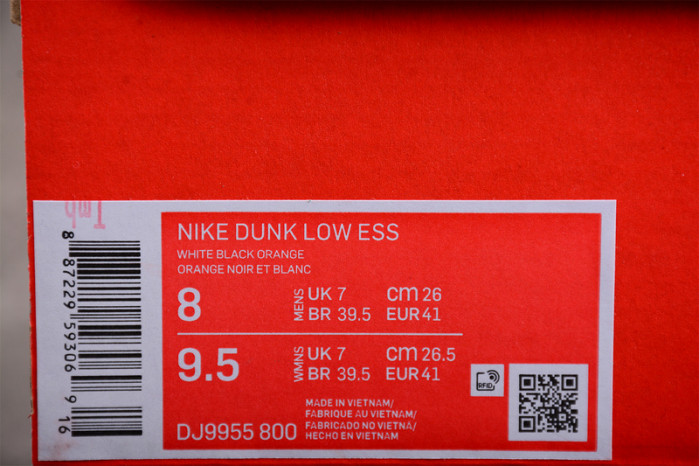 Imb
8 87229 59306 9 16
NIKE DUNK LOW ESS
WHITE BLACK ORANGE
ORANGE NOIR ET BLANC
8 MENS UK 7 cm 26
BR 39.5 EUR 41
9.5 WMNS UK 7 cm 26.5
BR 39.5 EUR 41
RFID
MADE IN VIETNAM/
FABRIQUE AU VIETNAM/
FABRICADO NO VIETNÃ/
HECHO EN VIETNAM
DJ9955 800